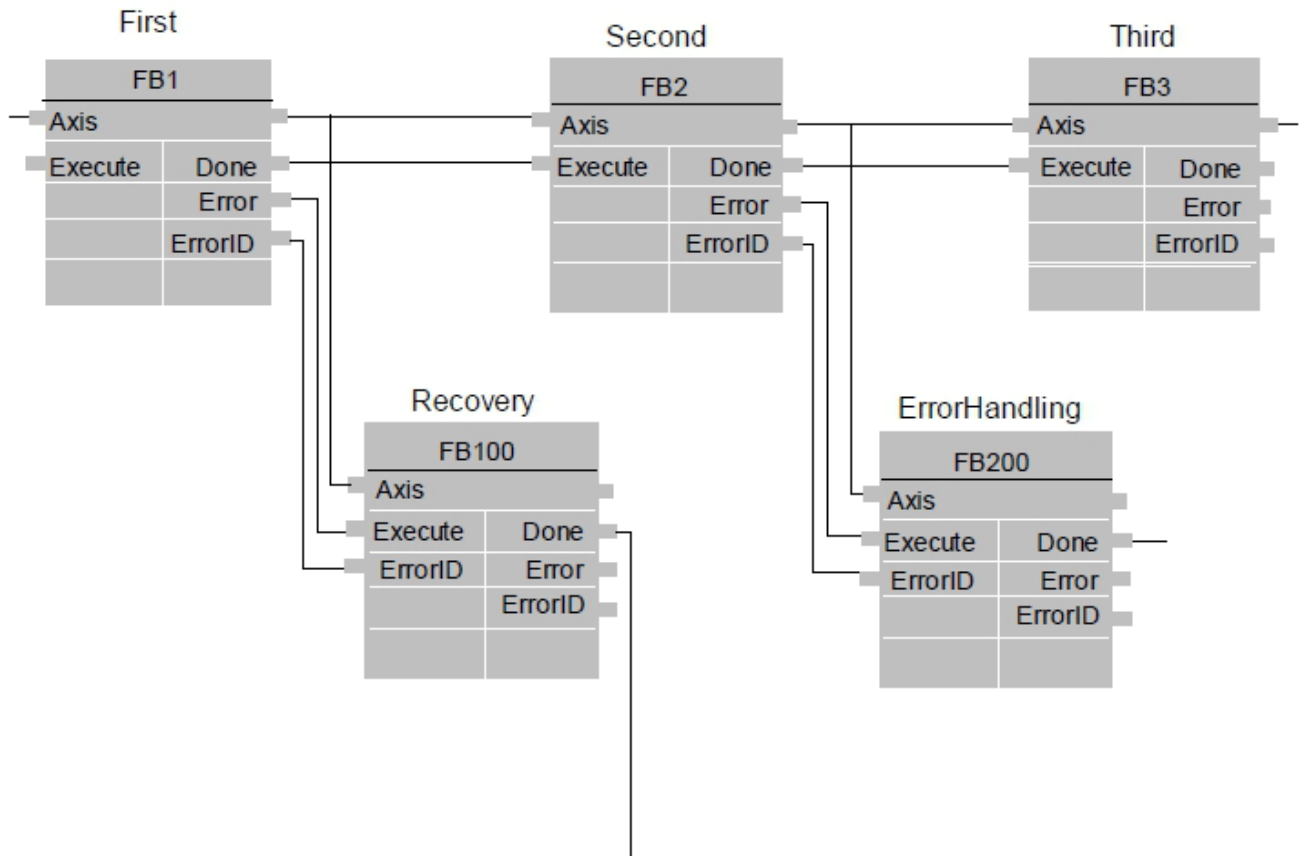 First
Second
Third
FB1
FB2
FB3
Axis
Axis
Axis
Execute Done
Execute Done
Execute Done
Error
Error
Error
ErrorID
ErrorID
ErrorID
Recovery
ErrorHandling
FB100
FB200
Axis
Axis
Execute Done
Execute Done
ErrorID Error
ErrorID Error
ErrorID
ErrorID